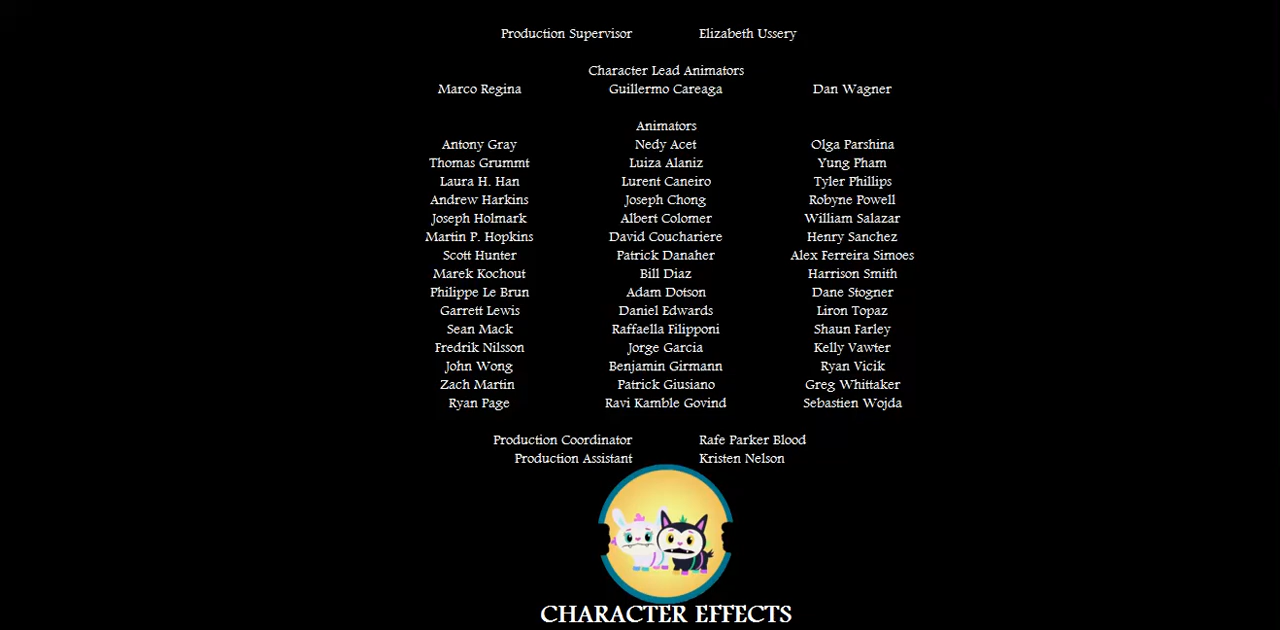 Production Supervisor Elizabeth Ussery
Character Lead Animators
Marco Regina Guillermo Careaga Dan Wagner
Animators
Antony Gray Nedy Acet Olga Parshina
Thomas Grummt Luiza Alaniz Yung Pham
Laura H. Han Lurent Caneiro Tyler Phillips
Andrew Harkins Joseph Chong Robyne Powell
Joseph Holmark Albert Colomer William Salazar
Martin P. Hopkins David Couchariere Henry Sanchez
Scott Hunter Patrick Danaher Alex Ferreira Simoes
Marek Kochout Bill Diaz Harrison Smith
Philippe Le Brun Adam Dotson Dane Stogner
Garrett Lewis Daniel Edwards Liron Topaz
Sean Mack Raffaella Filipponi Shaun Farley
Fredrik Nilsson Jorge Garcia Kelly Vawter
John Wong Benjamin Girmann Ryan Vicik
Zach Martin Patrick Giusiano Greg Whittaker
Ryan Page Ravi Kamble Govind Sebastien Wojda
Production Coordinator Rafe Parker Blood
Production Assistant Kristen Nelson
CHARACTER EFFECTS